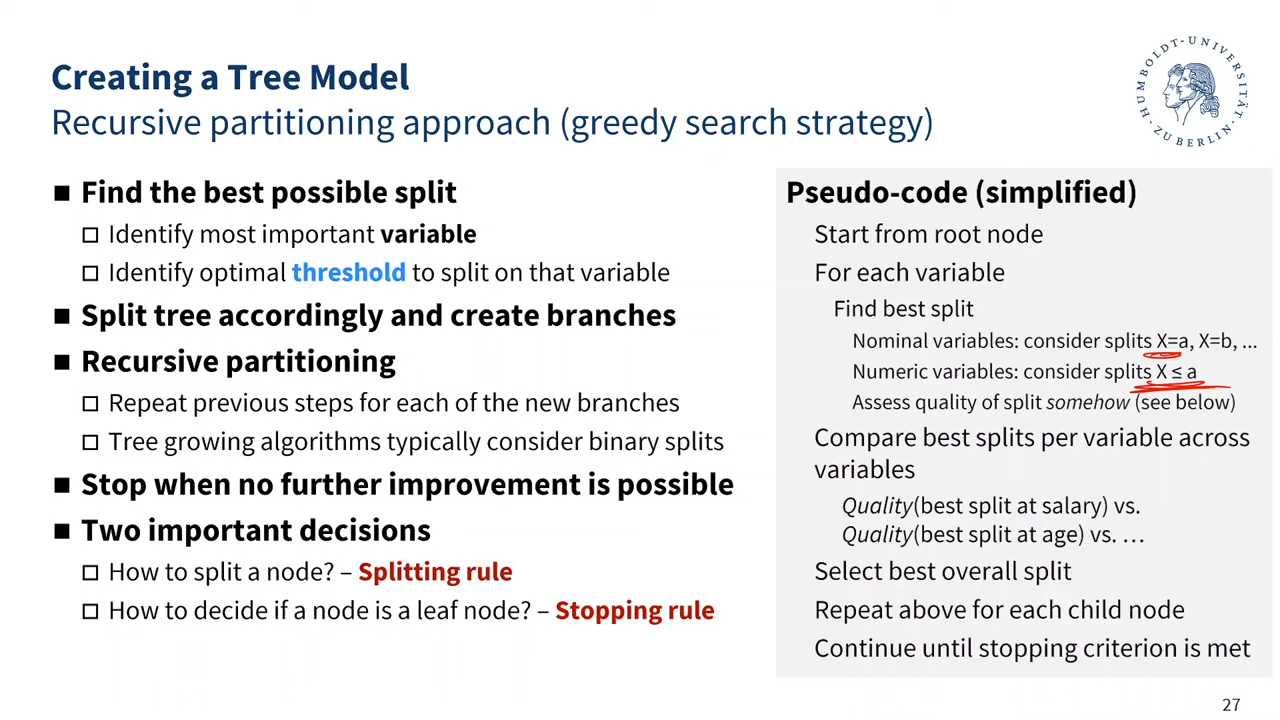 Creating a Tree Model
Recursive partitioning approach (greedy search strategy)
HUMBOLDT-UNIVERSITÄT
· ZU BERLIN ·
■ Find the best possible split
□ Identify most important variable
□ Identify optimal threshold to split on that variable
■ Split tree accordingly and create branches
■ Recursive partitioning
□ Repeat previous steps for each of the new branches
□ Tree growing algorithms typically consider binary splits
■ Stop when no further improvement is possible
■ Two important decisions
□ How to split a node? – Splitting rule
□ How to decide if a node is a leaf node? – Stopping rule
Pseudo-code (simplified)
Start from root node
For each variable
Find best split
Nominal variables: consider splits X=a, X=b, ...
Numeric variables: consider splits X ≤ a
Assess quality of split somehow (see below)
Compare best splits per variable across
variables
Quality(best split at salary) vs.
Quality(best split at age) vs. …
Select best overall split
Repeat above for each child node
Continue until stopping criterion is met
27